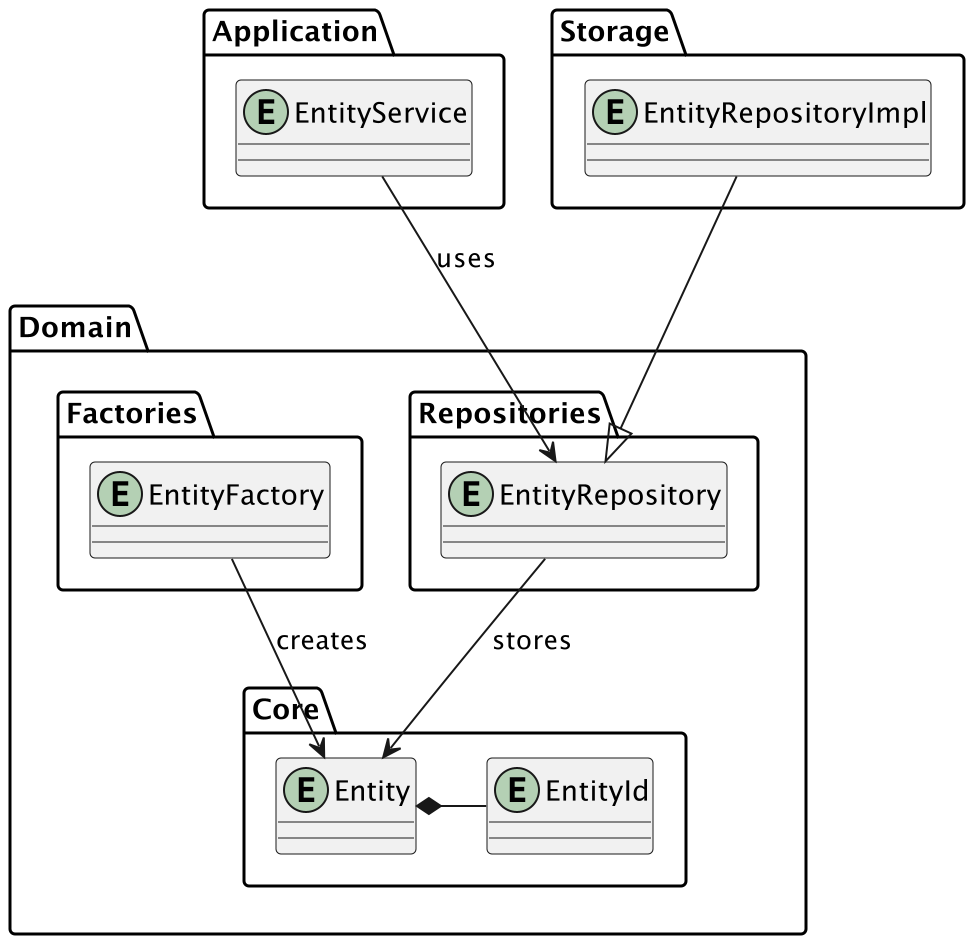 Application
Storage
E EntityService
E EntityRepositoryImpl
uses
Domain
Factories
Repositories
E EntityFactory
E EntityRepository
creates
stores
Core
E Entity
E EntityId